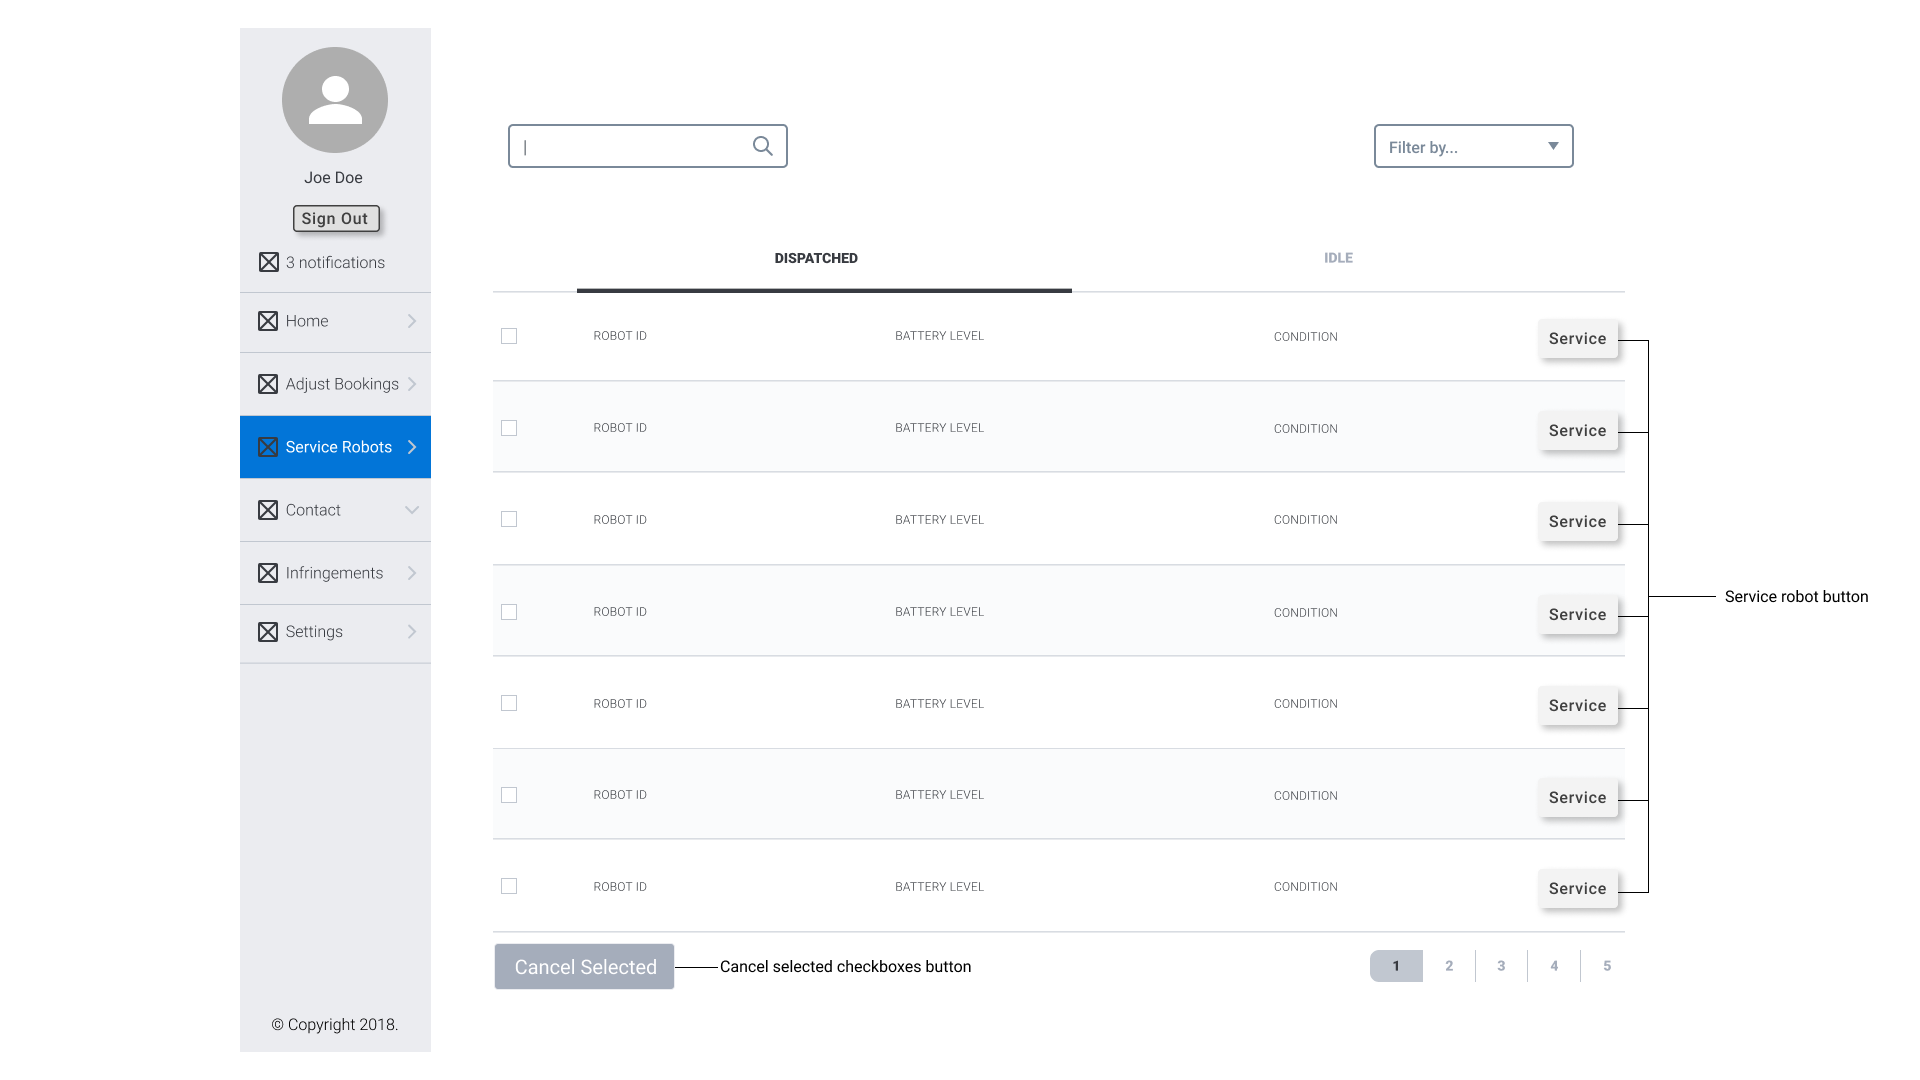 Joe Doe
Sign Out
3 notifications
Home
Adjust Bookings
Service Robots
Contact
Infringements
Settings
© Copyright 2018.
Filter by...
DISPATCHED IDLE
ROBOT ID BATTERY LEVEL CONDITION Service
ROBOT ID BATTERY LEVEL CONDITION Service
ROBOT ID BATTERY LEVEL CONDITION Service
ROBOT ID BATTERY LEVEL CONDITION Service
ROBOT ID BATTERY LEVEL CONDITION Service
ROBOT ID BATTERY LEVEL CONDITION Service
ROBOT ID BATTERY LEVEL CONDITION Service
Service robot button
Cancel Selected Cancel selected checkboxes button
1 2 3 4 5